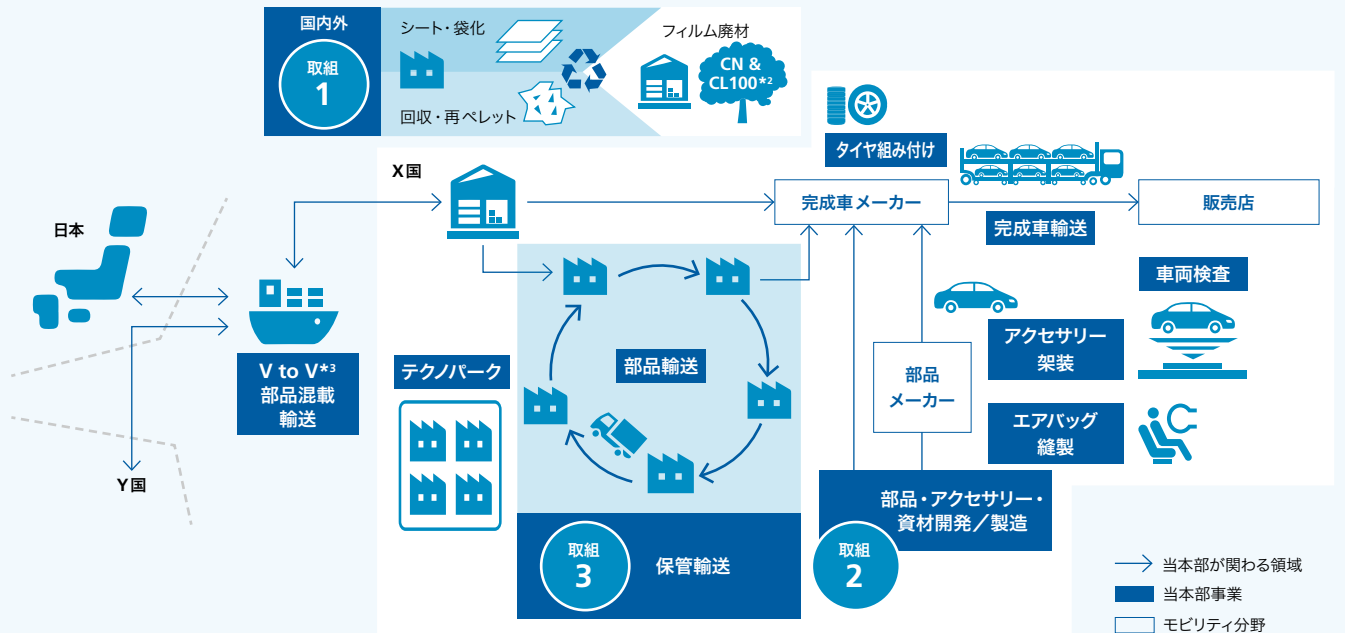 国内外
取組
1
シート・袋化
回収・再ペレット
フィルム廃材
CN &
CL100*2
タイヤ組み付け
X国
完成車メーカー
完成車輸送
販売店
日本
V to V*3
部品混載
輸送
Y国
テクノパーク
部品輸送
部品
メーカー
車両検査
アクセサリー
架装
エアバッグ
縫製
取組
3
保管輸送
取組
2
部品・アクセサリー・
資材開発／製造
当本部が関わる領域
当本部事業
モビリティ分野